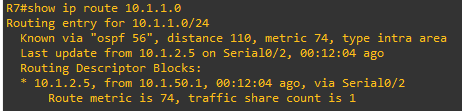 R7#show ip route 10.1.1.0
Routing entry for 10.1.1.0/24
Known via "ospf 56", distance 110, metric 74, type intra area
Last update from 10.1.2.5 on Serial0/2, 00:12:04 ago
Routing Descriptor Blocks:
* 10.1.2.5, from 10.1.50.1, 00:12:04 ago, via Serial0/2
Route metric is 74, traffic share count is 1